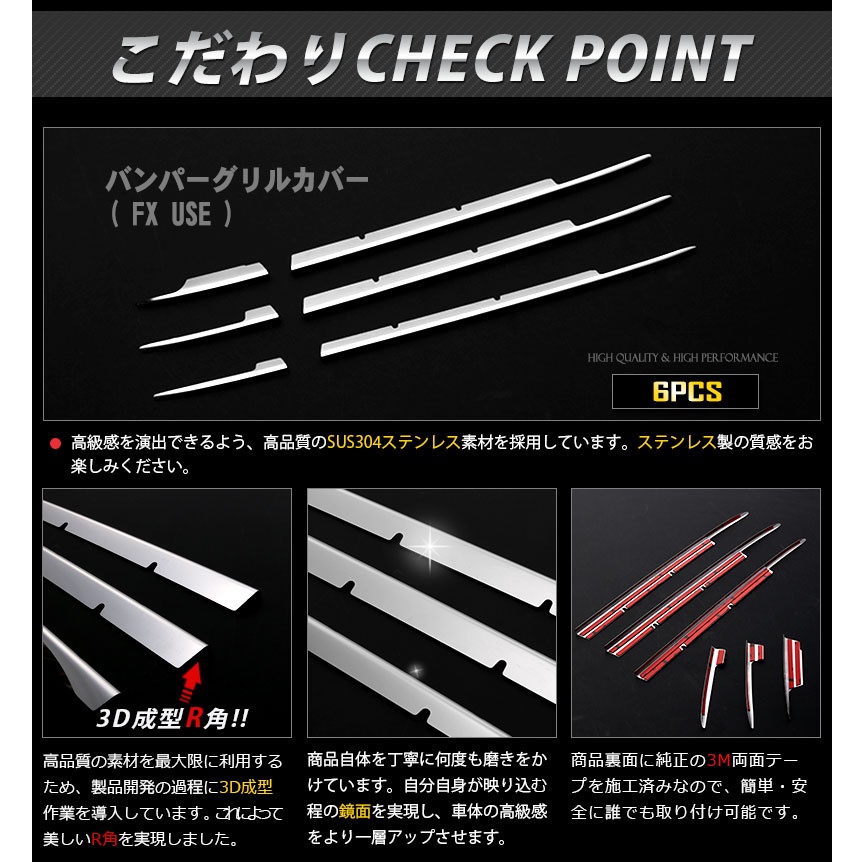 こだわりCHECK POINT
バンパーグリルカバー
( FX USE )
HIGH QUALITY & HIGH PERFORMANCE
6PCS
● 高級感を演出できるよう、高品質のSUS304ステンレス素材を採用しています。ステンレス製の質感をお
楽しみください。
3D成型R角!!
高品質の素材を最大限に利用する
ため、製品開発の過程に3D成型
作業を導入しています。これによって
美しいR角を実現しました。
商品自体を丁寧に何度も磨きをか
けています。自分自身が映り込む
程の鏡面を実現し、車体の高級感
をより一層アップさせます。
商品裏面に純正の3M両面テー
プを施工済みなので、簡単・安
全に誰でも取り付け可能です。